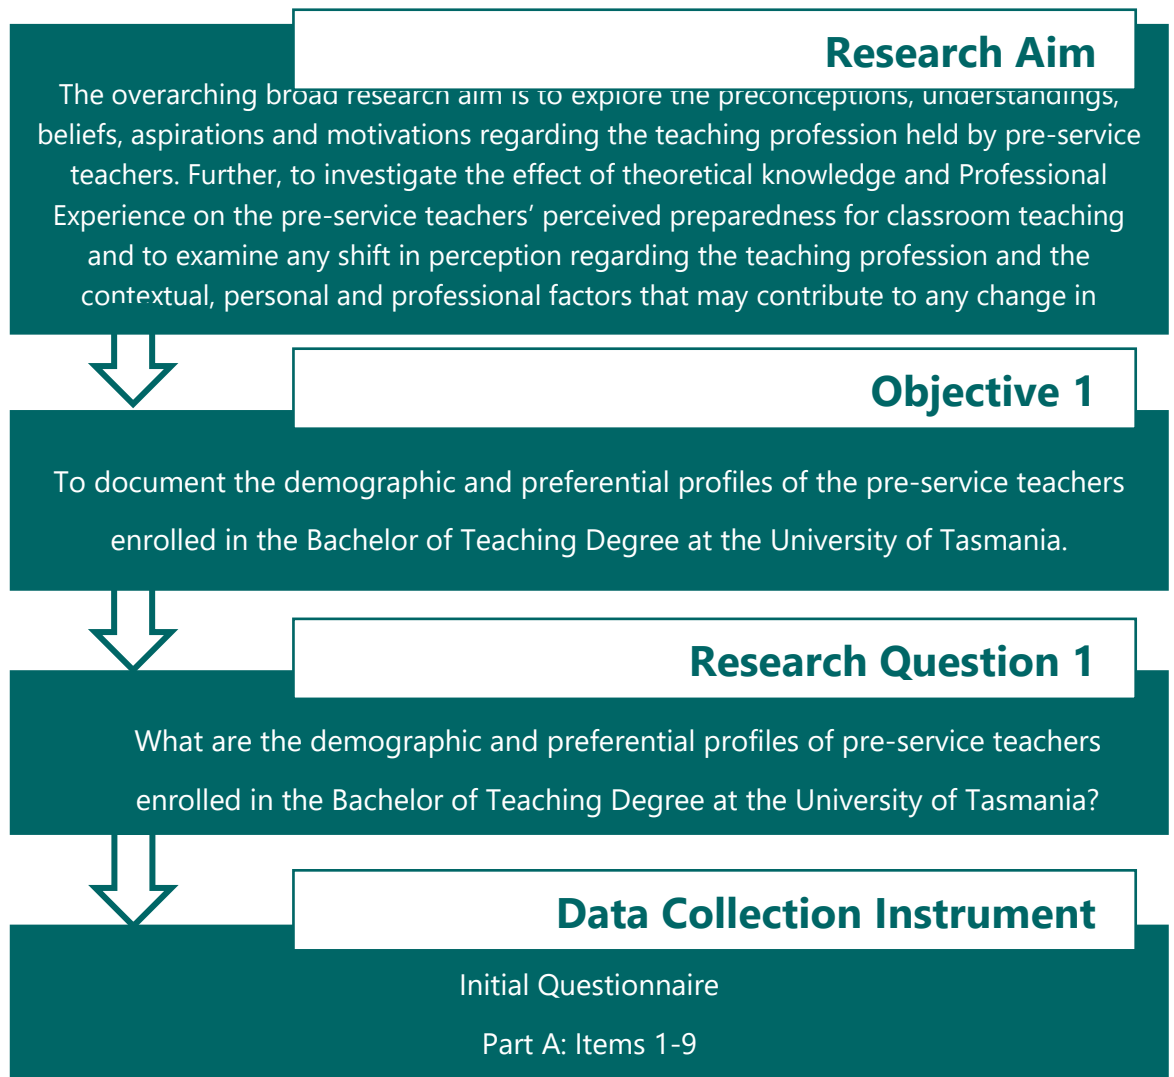 Research Aim
The overarching broad research aim is to explore the preconceptions, understandings,
beliefs, aspirations and motivations regarding the teaching profession held by pre-service
teachers. Further, to investigate the effect of theoretical knowledge and Professional
Experience on the pre-service teachers’ perceived preparedness for classroom teaching
and to examine any shift in perception regarding the teaching profession and the
contextual, personal and professional factors that may contribute to any change in
Objective 1
To document the demographic and preferential profiles of the pre-service teachers
enrolled in the Bachelor of Teaching Degree at the University of Tasmania.
Research Question 1
What are the demographic and preferential profiles of pre-service teachers
enrolled in the Bachelor of Teaching Degree at the University of Tasmania?
Data Collection Instrument
Initial Questionnaire
Part A: Items 1-9